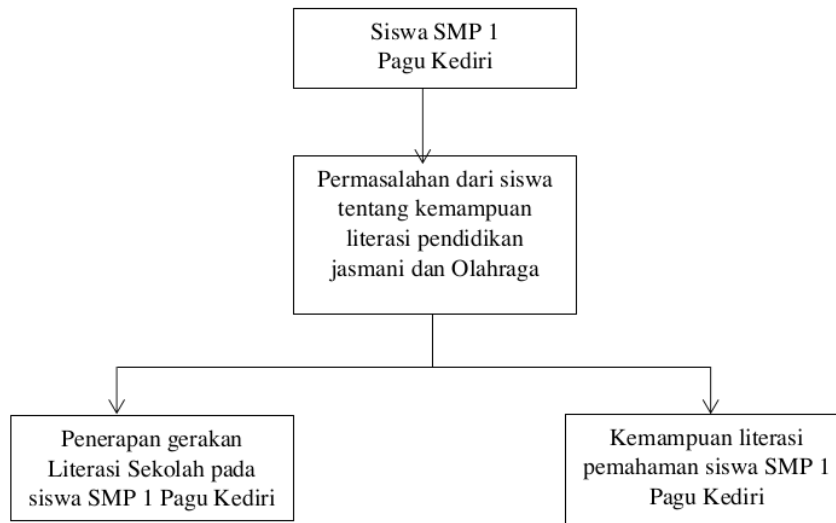 Siswa SMP 1
Pagu Kediri
Permasalahan dari siswa
tentang kemampuan
literasi pendidikan
jasmani dan Olahraga
Penerapan gerakan
Literasi Sekolah pada
siswa SMP 1 Pagu Kediri
Kemampuan literasi
pemahaman siswa SMP 1
Pagu Kediri